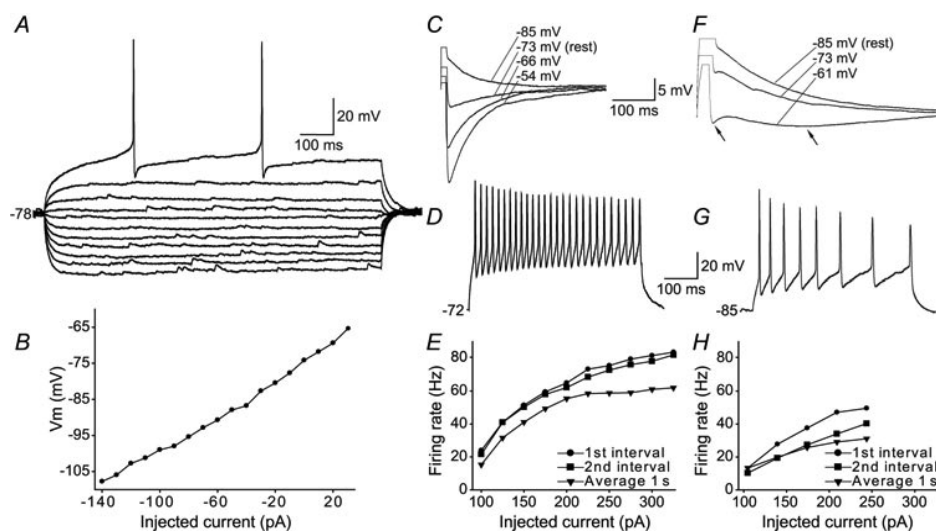 A
20 mV
100 ms
-78
B
Vm (mV)
-65
-75
-85
-95
-105
-140
-100
-60
-20
20
Injected current (pA)
C
-85 mV
-73 mV (rest)
-66 mV
-54 mV
5 mV
100 ms
F
-85 mV (rest)
-73 mV
-61 mV
D
-72
20 mV
100 ms
G
-85
E
Firing rate (Hz)
80
60
40
20
0
1st interval
2nd interval
Average 1 s
100
150
200
250
300
Injected current (pA)
H
Firing rate (Hz)
80
60
40
20
0
1st interval
2nd interval
Average 1 s
100
150
200
250
300
Injected current (pA)